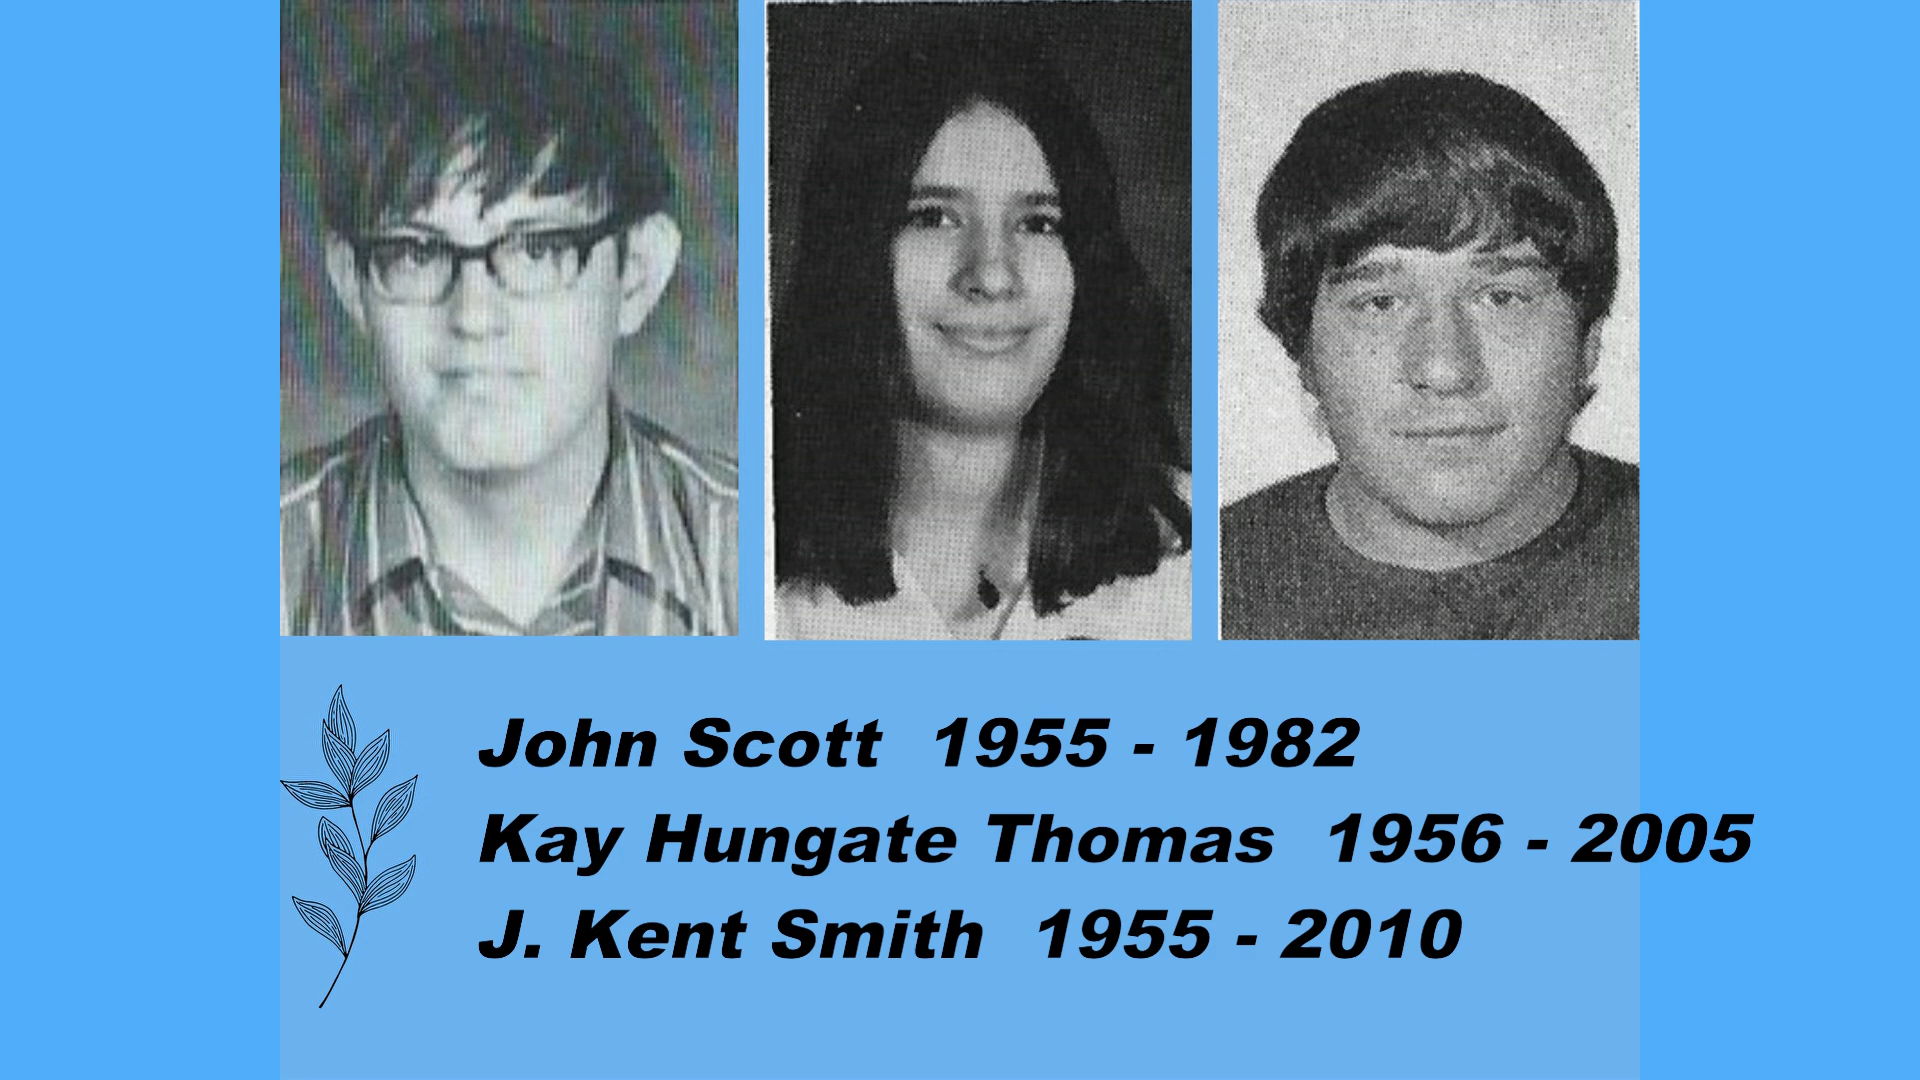 John Scott 1955 - 1982
Kay Hungate Thomas 1956 - 2005
J. Kent Smith 1955 - 2010